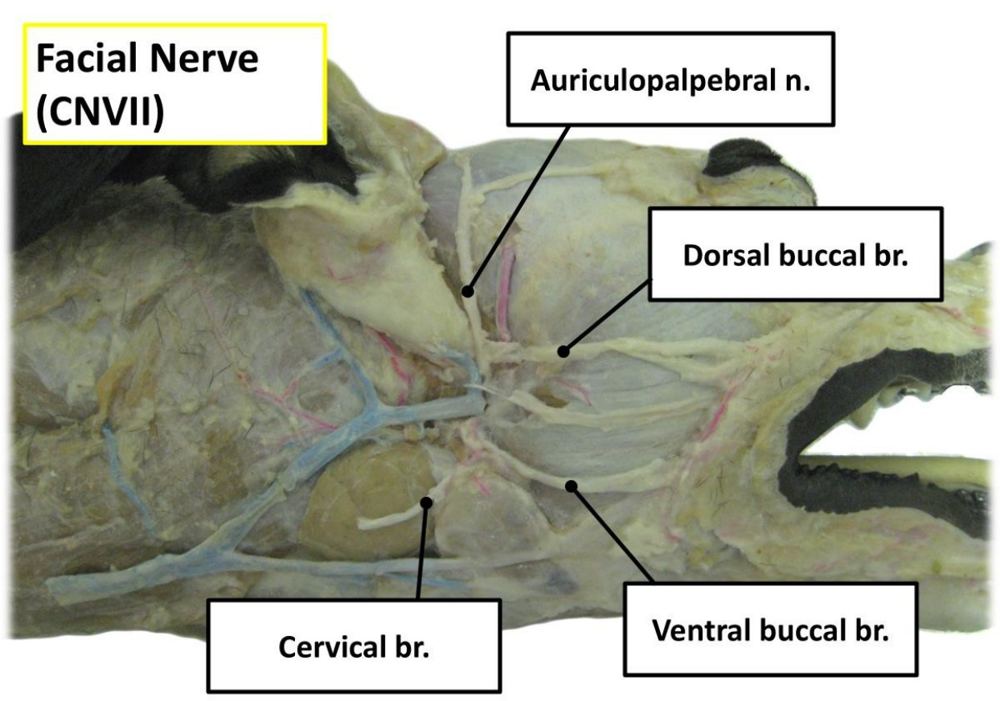 Facial Nerve
(CNVII)
Auriculopalpebral n.
Dorsal buccal br.
Cervical br.
Ventral buccal br.